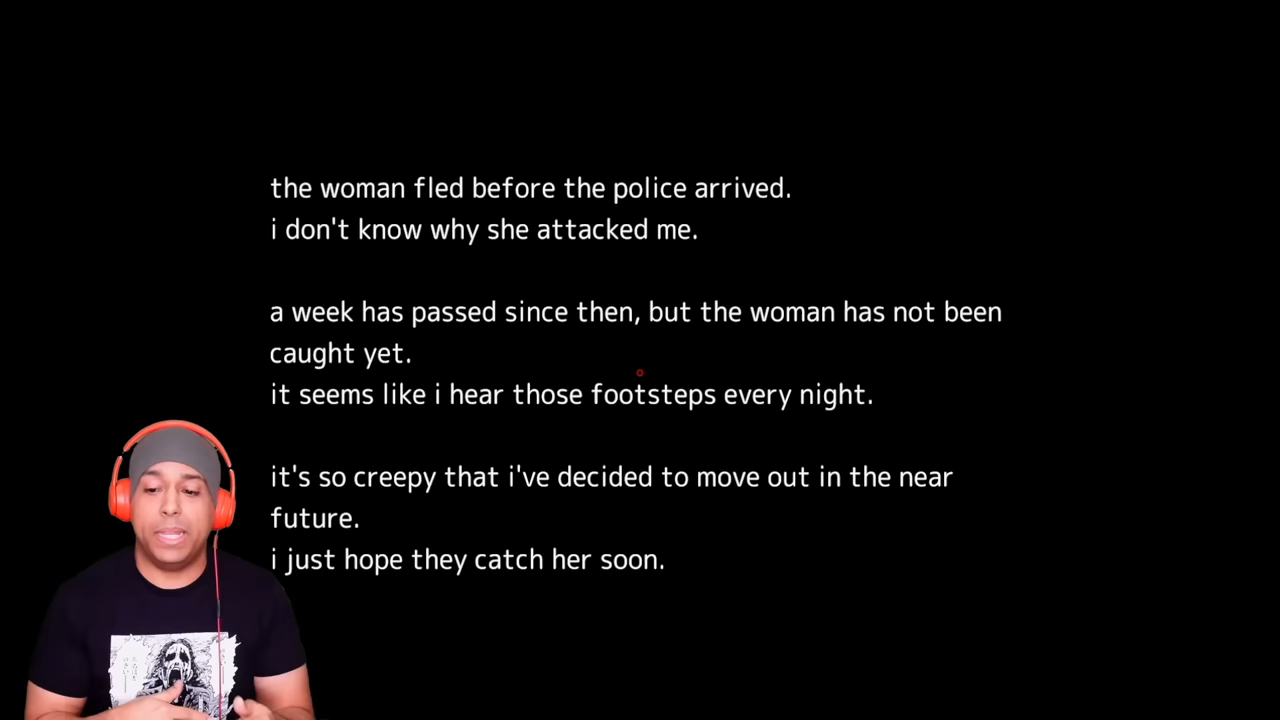 the woman fled before the police arrived.
i don't know why she attacked me.
a week has passed since then, but the woman has not been
caught yet.
it seems like i hear those footsteps every night.
it's so creepy that i've decided to move out in the near
future.
i just hope they catch her soon.